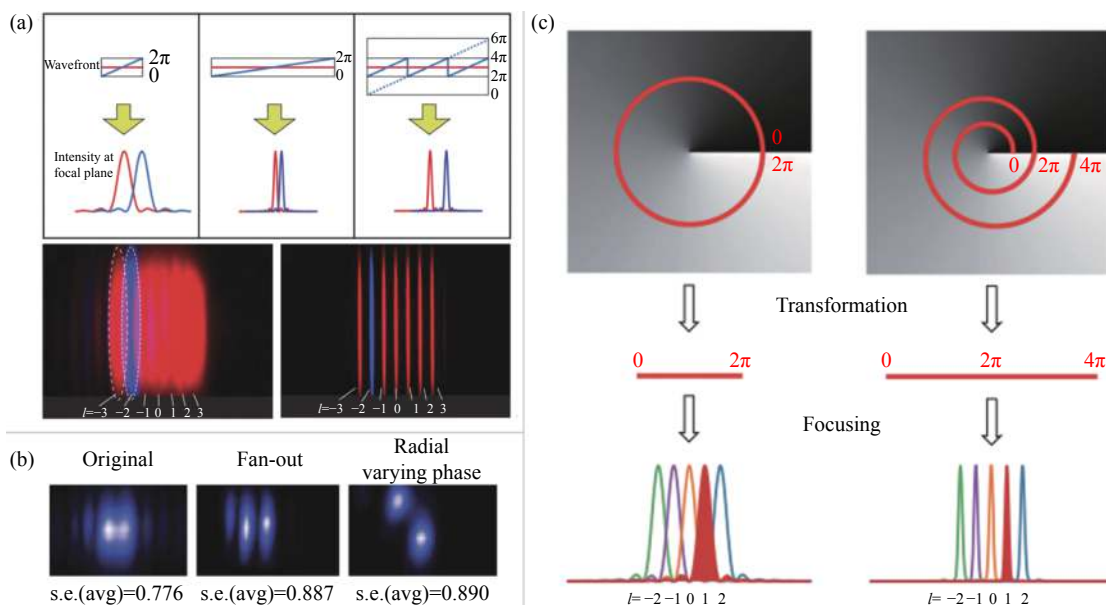 (a)
Wavefront
2π
0
2π
0
6π
4π
2π
0
Intensity at
focal plane
l=−3 −2 −1 0 1 2 3
l=−3 −2 −1 0 1 2 3
(b)
Original
Fan-out
Radial
varying phase
s.e.(avg)=0.776
s.e.(avg)=0.887
s.e.(avg)=0.890
(c)
0
2π
0 2π 4π
Transformation
0 2π
0 2π 4π
Focusing
l= −2 −1 0 1 2
l= −2 −1 0 1 2